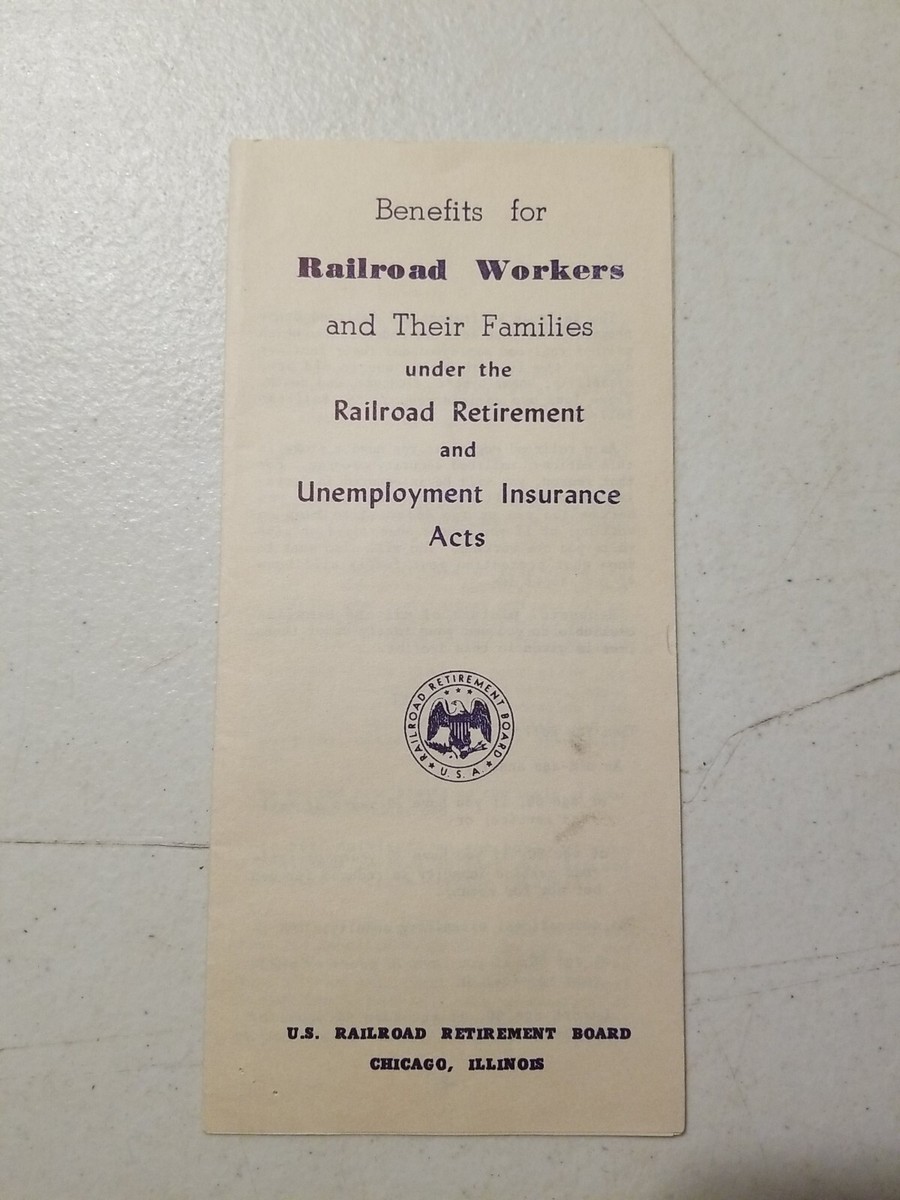 Benefits for
Railroad Workers
and Their Families
under the
Railroad Retirement
and
Unemployment Insurance
Acts
RAILROAD RETIREMENT BOARD
U. S. A.
U.S. RAILROAD RETIREMENT BOARD
CHICAGO, ILLINOIS